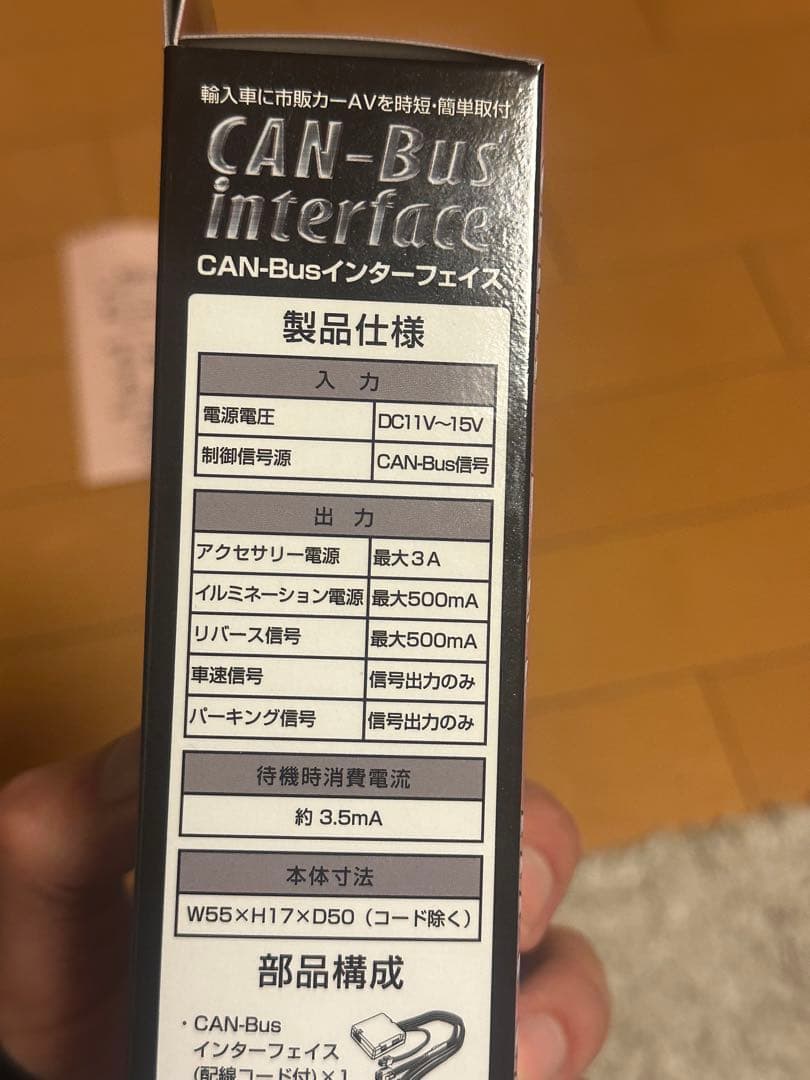 輸入車に市販カーAVを時短・簡単取付
CAN-Bus
interface
CAN-Busインターフェイス
製品仕様
入 力
電源電圧 DC11V〜15V
制御信号源 CAN-Bus信号
出 力
アクセサリー電源 最大3A
イルミネーション電源 最大500mA
リバース信号 最大500mA
車速信号 信号出力のみ
パーキング信号 信号出力のみ
待機時消費電流
約 3.5mA
本体寸法
W55×H17×D50（コード除く）
部品構成
・CAN-Bus
インターフェイス
(配線コード付)×1